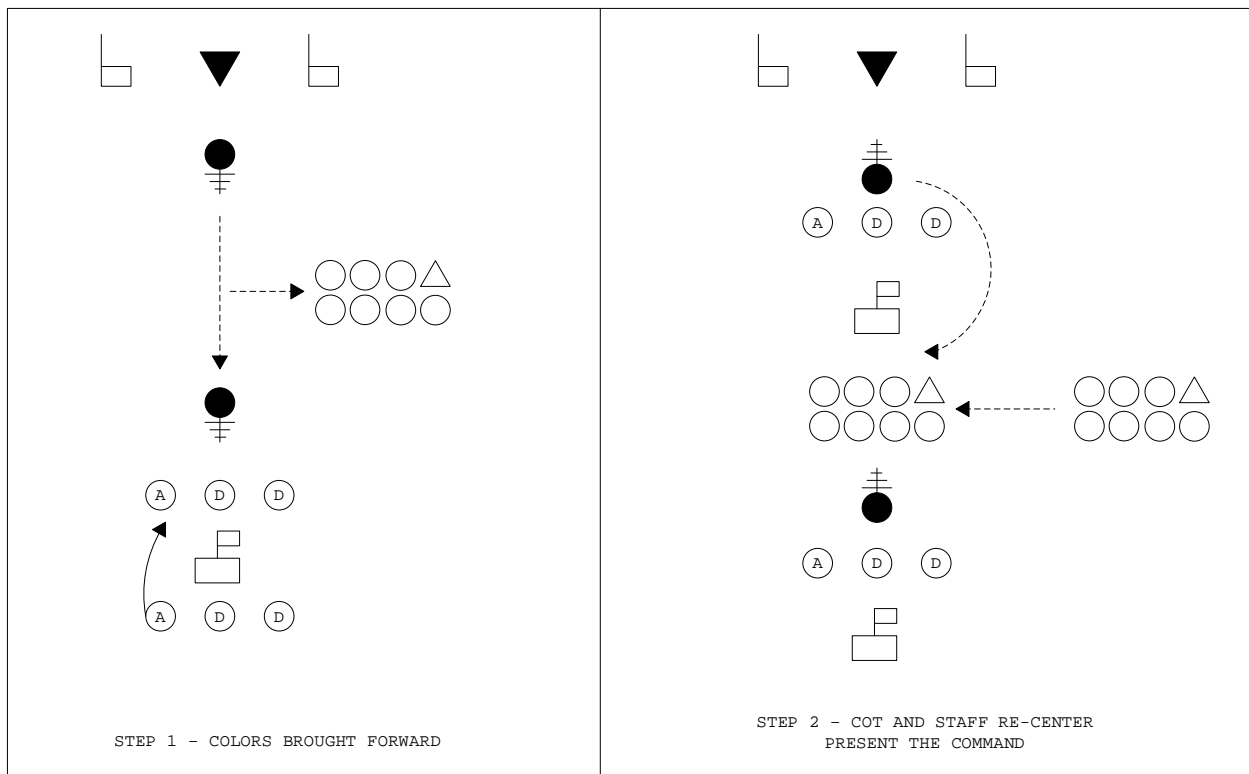 A D D
A D D
STEP 1 – COLORS BROUGHT FORWARD
A D D
A D D
STEP 2 – COT AND STAFF RE-CENTER
PRESENT THE COMMAND